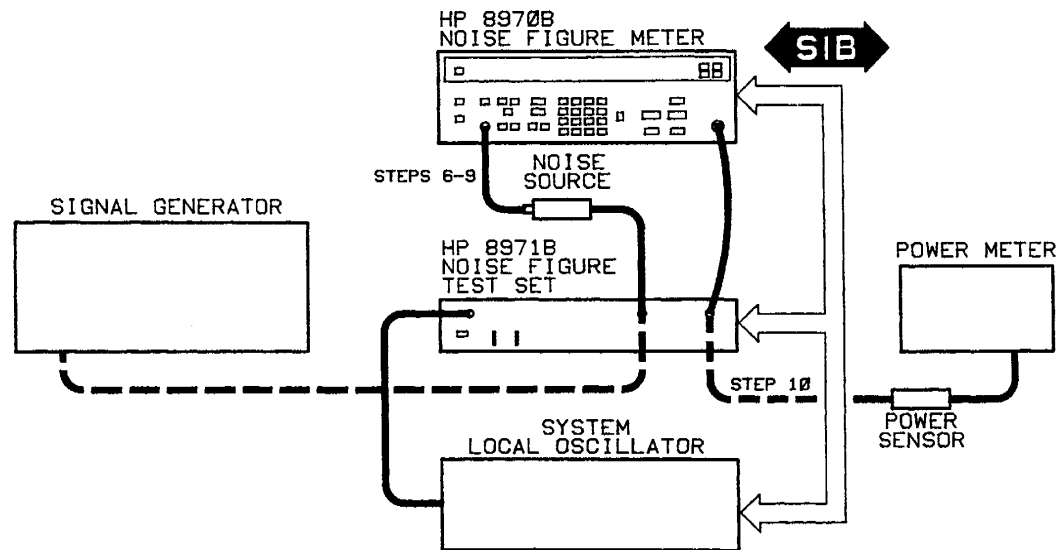 HP 8970B
NOISE FIGURE METER
SIB
88
STEPS 6-9
NOISE
SOURCE
SIGNAL GENERATOR
HP 8971B
NOISE FIGURE
TEST SET
POWER METER
STEP 10
POWER
SENSOR
SYSTEM
LOCAL OSCILLATOR